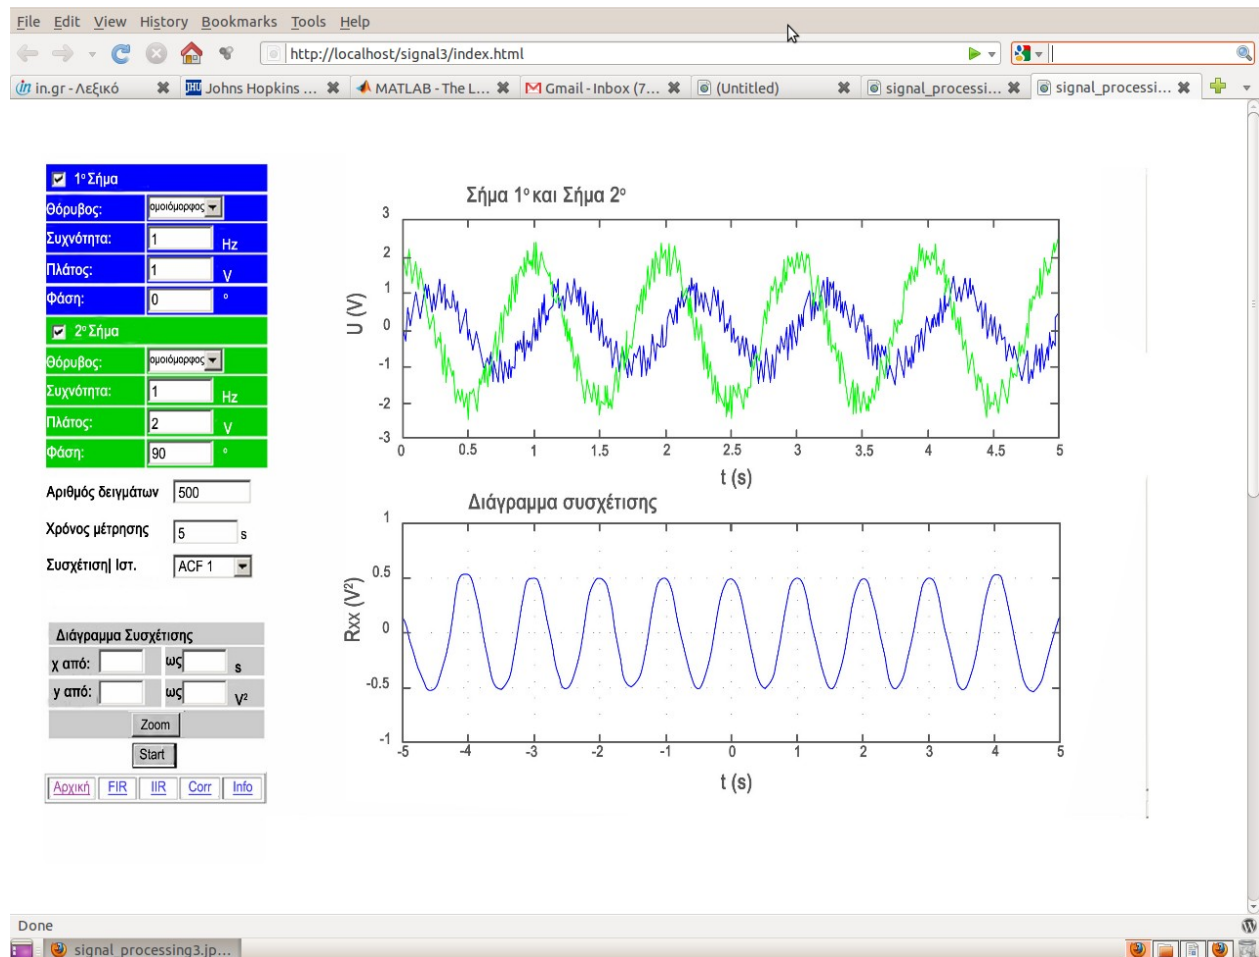 File Edit View History Bookmarks Tools Help
http://localhost/signal3/index.html
in in.gr - Λεξικό JHU Johns Hopkins ... MATLAB - The L... Gmail - Inbox (7... (Untitled) signal_processi... signal_processi...
1ο Σήμα
Θόρυβος: ομοιόμορφος
Συχνότητα: 1 Hz
Πλάτος: 1 V
Φάση: 0 °
2ο Σήμα
Θόρυβος: ομοιόμορφος
Συχνότητα: 1 Hz
Πλάτος: 2 V
Φάση: 90 °
Αριθμός δειγμάτων 500
Χρόνος μέτρησης 5 s
Συσχέτιση| Ιστ. ACF 1
Διάγραμμα Συσχέτισης
χ από: ως s
y από: ως V²
Zoom
Start
Αρχική FIR IIR Corr Info
Σήμα 1ο και Σήμα 2ο
3
2
1
0
-1
-2
-3
U (V)
0 0.5 1 1.5 2 2.5 3 3.5 4 4.5 5
t (s)
Διάγραμμα συσχέτισης
1
0.5
0
-0.5
-1
Rxx (V²)
-5 -4 -3 -2 -1 0 1 2 3 4 5
t (s)
Done
signal_processing3.jp...